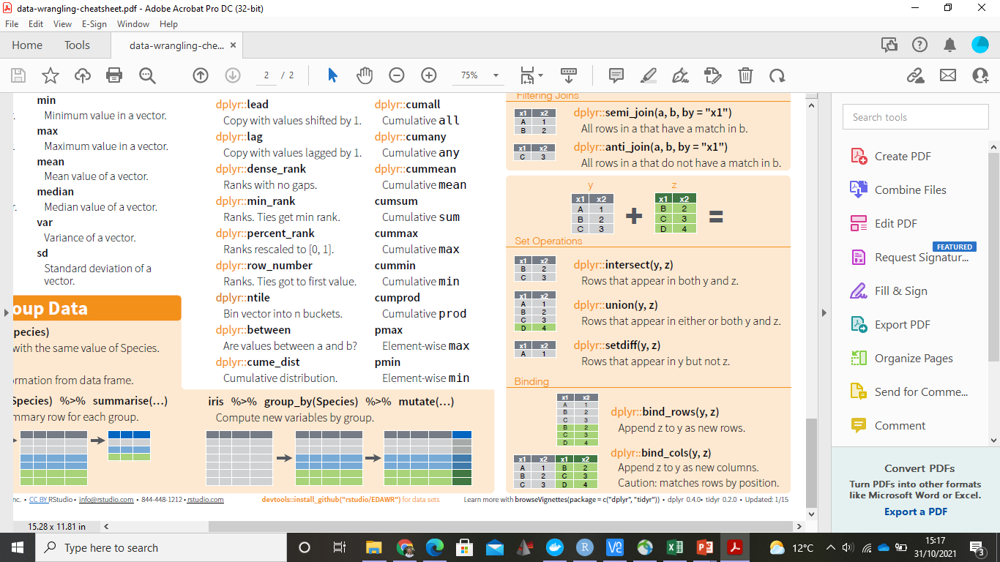 data-wrangling-cheatsheet.pdf - Adobe Acrobat Pro DC (32-bit)
File Edit View E-Sign Window Help
Home Tools data-wrangling-che... ×
2 / 2 75%
min
Minimum value in a vector.
max
Maximum value in a vector.
mean
Mean value of a vector.
median
Median value of a vector.
var
Variance of a vector.
sd
Standard deviation of a
vector.
oup Data
pecies)
with the same value of Species.
ormation from data frame.
Species) %>% summarise(…)
mmary row for each group.
dplyr::lead
Copy with values shifted by 1.
dplyr::lag
Copy with values lagged by 1.
dplyr::dense_rank
Ranks with no gaps.
dplyr::min_rank
Ranks. Ties get min rank.
dplyr::percent_rank
Ranks rescaled to [0, 1].
dplyr::row_number
Ranks. Ties got to first value.
dplyr::ntile
Bin vector into n buckets.
dplyr::between
Are values between a and b?
dplyr::cume_dist
Cumulative distribution.
dplyr::cumall
Cumulative all
dplyr::cumany
Cumulative any
dplyr::cummean
Cumulative mean
cumsum
Cumulative sum
cummax
Cumulative max
cummin
Cumulative min
cumprod
Cumulative prod
pmax
Element-wise max
pmin
Element-wise min
iris %>% group_by(Species) %>% mutate(…)
Compute new variables by group.
Filtering Joins
x1 x2
A 1
B 2
dplyr::semi_join(a, b, by = "x1")
All rows in a that have a match in b.
x1 x2
C 3
dplyr::anti_join(a, b, by = "x1")
All rows in a that do not have a match in b.
y z
x1 x2 x1 x2
A 1 B 2
B 2 + C 3 =
C 3 D 4
Set Operations
x1 x2
B 2
C 3
dplyr::intersect(y, z)
Rows that appear in both y and z.
x1 x2
A 1
B 2
C 3
D 4
dplyr::union(y, z)
Rows that appear in either or both y and z.
x1 x2
A 1
dplyr::setdiff(y, z)
Rows that appear in y but not z.
Binding
x1 x2
A 1
B 2
C 3
B 2
C 3
D 4
dplyr::bind_rows(y, z)
Append z to y as new rows.
x1 x2 x1 x2
A 1 B 2
B 2 C 3
C 3 D 4
dplyr::bind_cols(y, z)
Append z to y as new columns.
Caution: matches rows by position.
nc. • CC BY RStudio • info@rstudio.com • 844-448-1212 • rstudio.com devtools::install_github("rstudio/EDAWR") for data sets Learn more with browseVignettes(package = c("dplyr", "tidyr")) • dplyr 0.4.0 • tidyr 0.2.0 • Updated: 1/15
15.28 x 11.81 in
Search tools
Create PDF
Combine Files
Edit PDF
FEATURED
Request Signatur...
Fill & Sign
Export PDF
Organize Pages
Send for Comme...
Comment
Convert PDFs
Turn PDFs into other formats
like Microsoft Word or Excel.
Export a PDF
Type here to search
12°C
15:17
31/10/2021
3